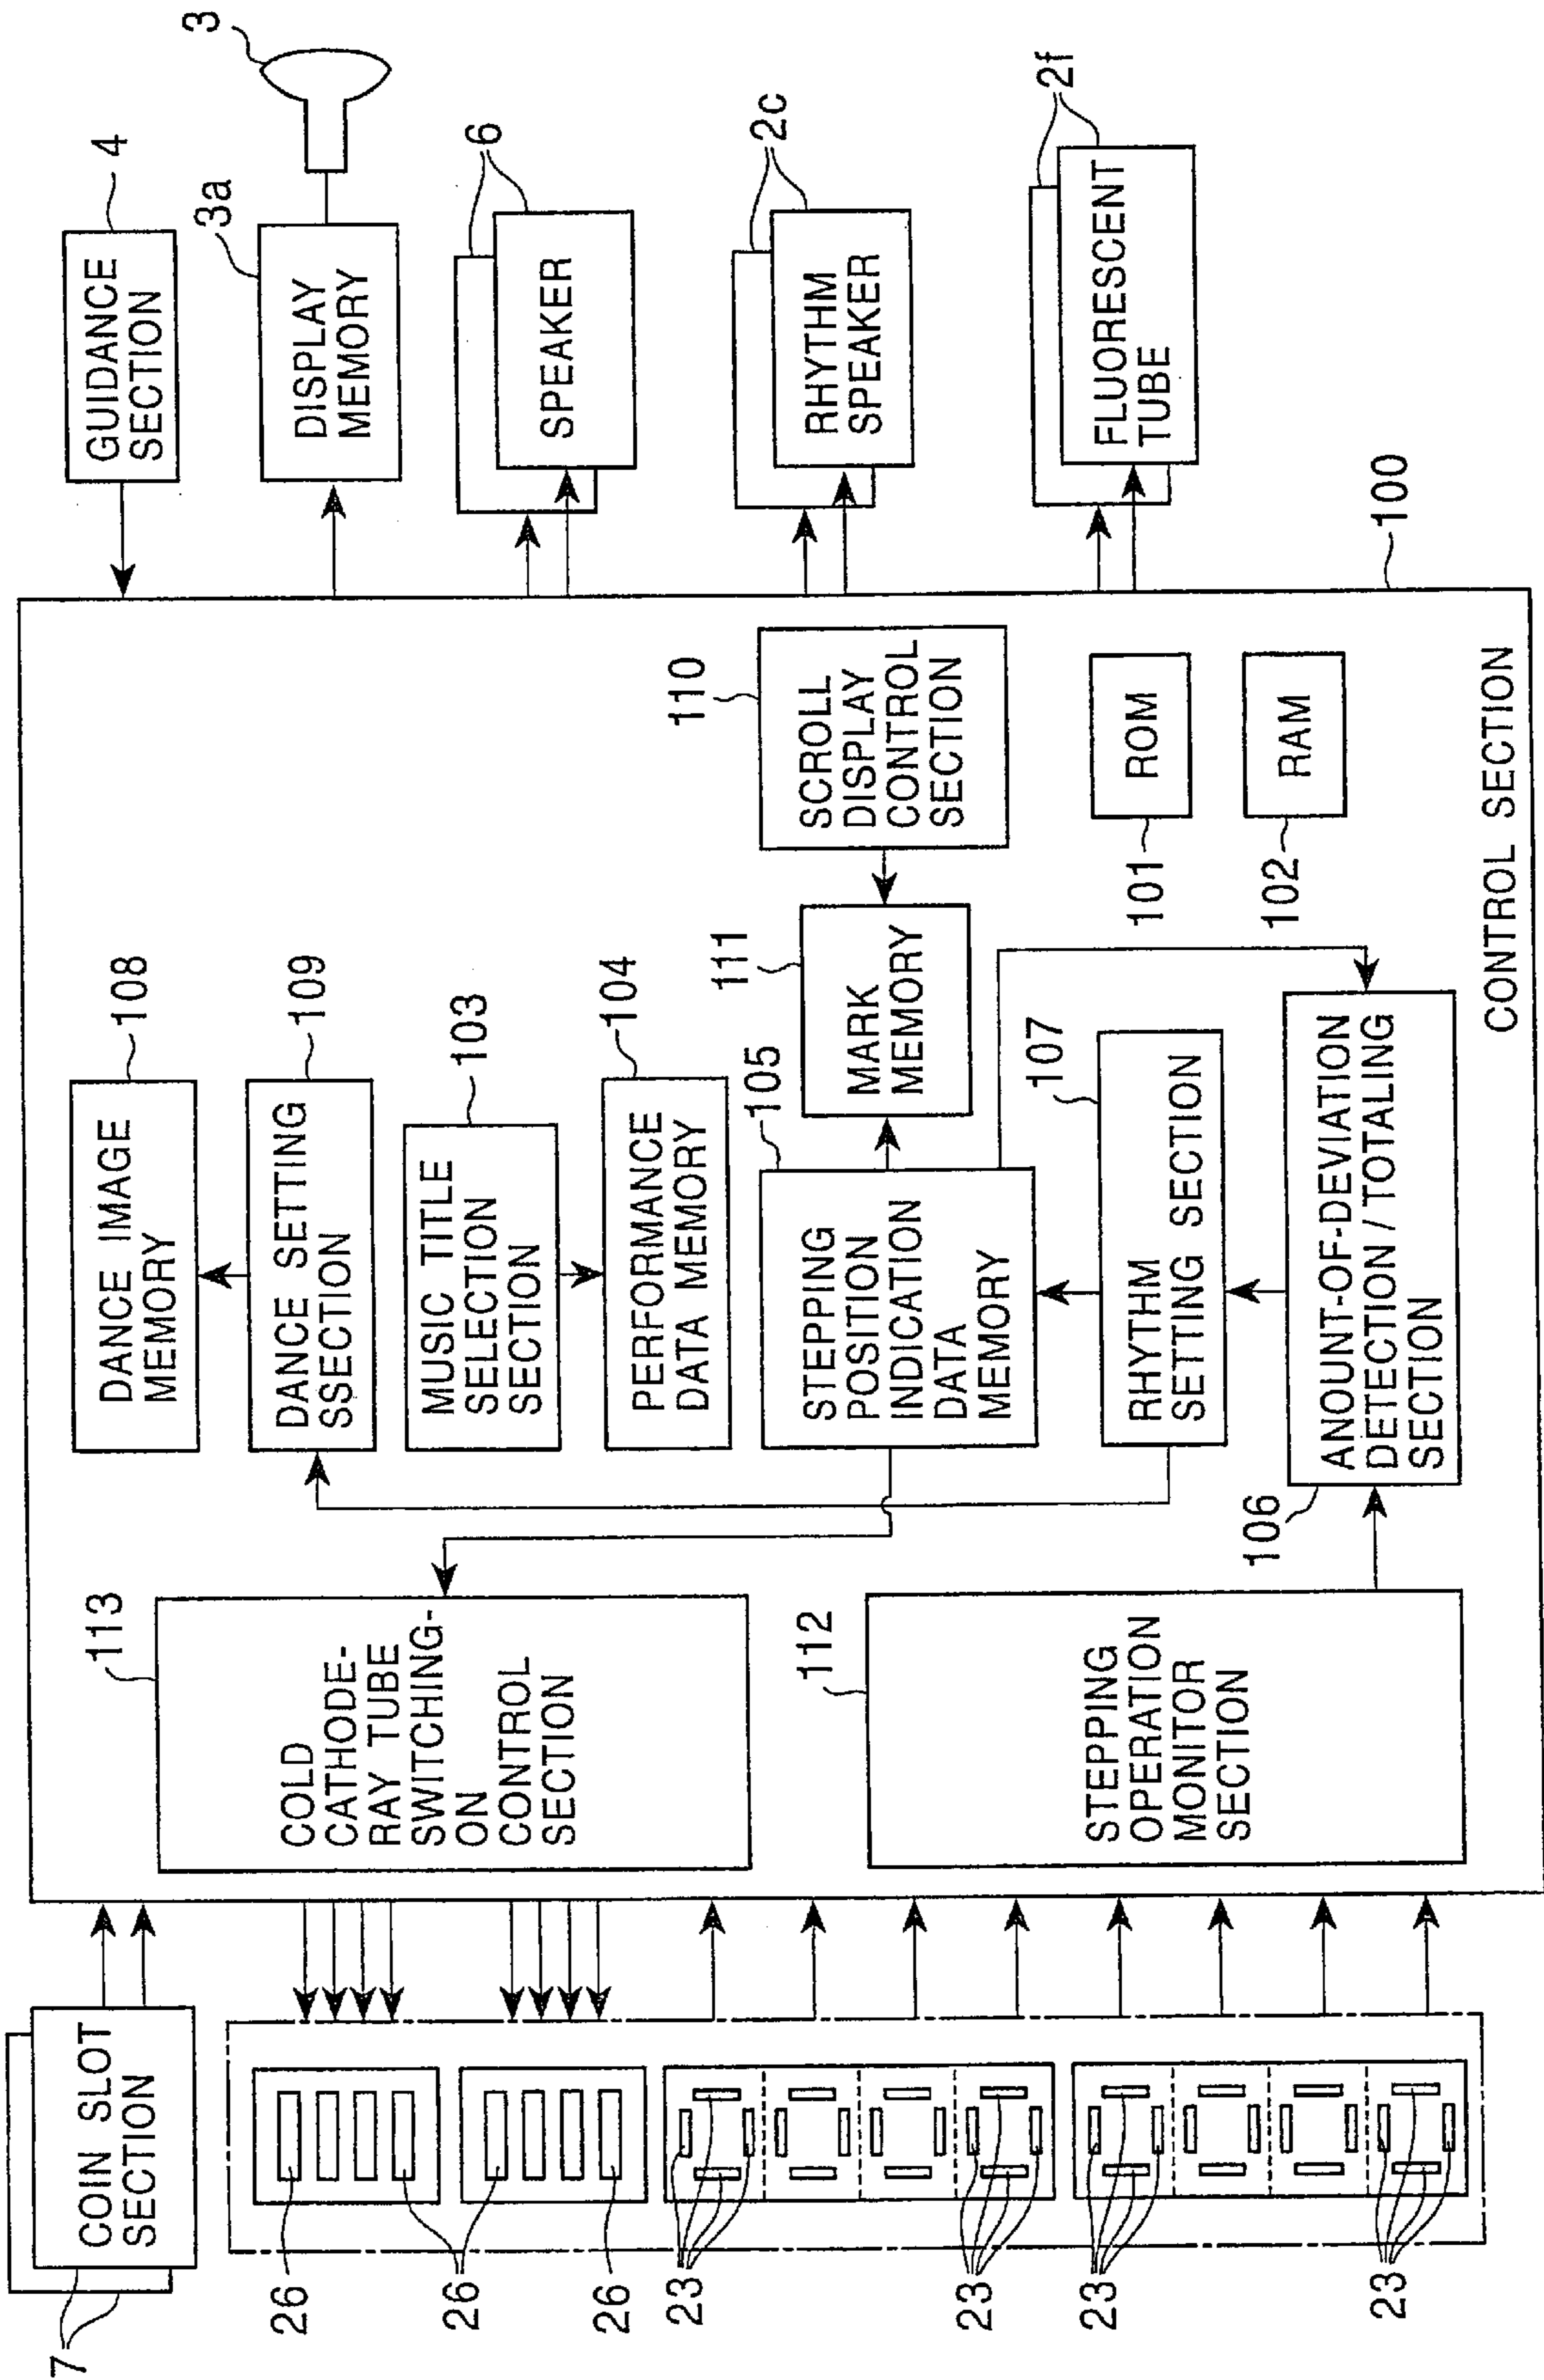 7
COIN SLOT
SECTION
26
26
26
23
23
23
23
113
COLD
CATHODE-
RAY TUBE
SWITCHING-
ON
CONTROL
SECTION
112
STEPPING
OPERATION
MONITOR
SECTION
DANCE IMAGE
MEMORY
108
DANCE SETTING
SSECTION
109
MUSIC TITLE
SELECTION
SECTION
103
PERFORMANCE
DATA MEMORY
104
STEPPING
POSITION
INDICATION
DATA
MEMORY
105
RHYTHM
SETTING SECTION
107
ANOUNT-OF-DEVIATION
DETECTION / TOTALING
SECTION
106
MARK
MEMORY
111
SCROLL
DISPLAY
CONTROL
SECTION
110
ROM
101
RAM
102
CONTROL SECTION
100
GUIDANCE
SECTION
4
DISPLAY
MEMORY
3a
3
SPEAKER
6
RHYTHM
SPEAKER
2c
FLUORESCENT
TUBE
2f